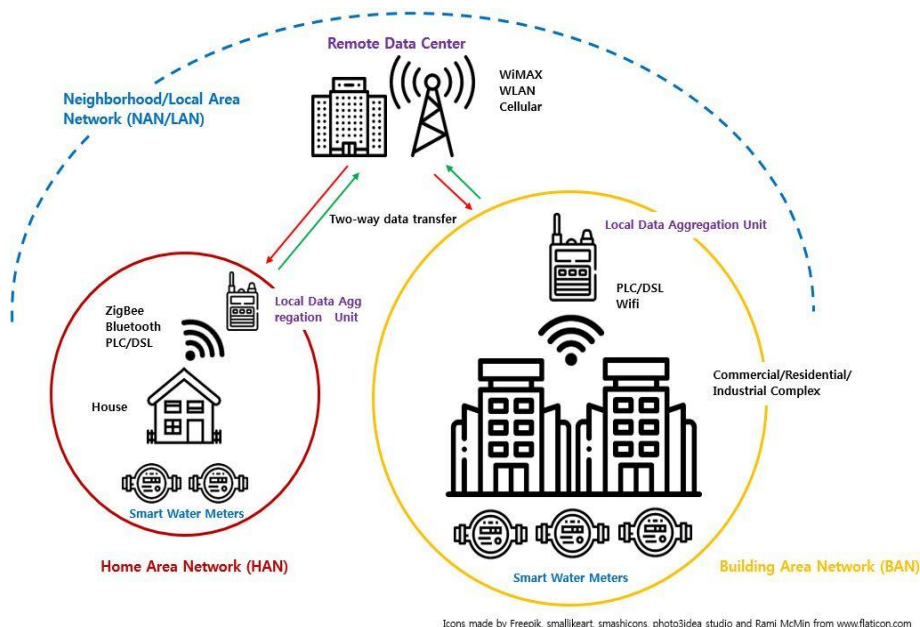 Remote Data Center
WiMAX
WLAN
Cellular
Neighborhood/Local Area
Network (NAN/LAN)
Two-way data transfer
Local Data Aggregation Unit
PLC/DSL
Wifi
Local Data Agg
regation Unit
ZigBee
Bluetooth
PLC/DSL
House
Commercial/Residential/
Industrial Complex
Smart Water Meters
Smart Water Meters
Home Area Network (HAN)
Building Area Network (BAN)
Icons made by Freepik, smallikeart, smashicons, photo3idea_studio and Rami McMin from www.flaticon.com